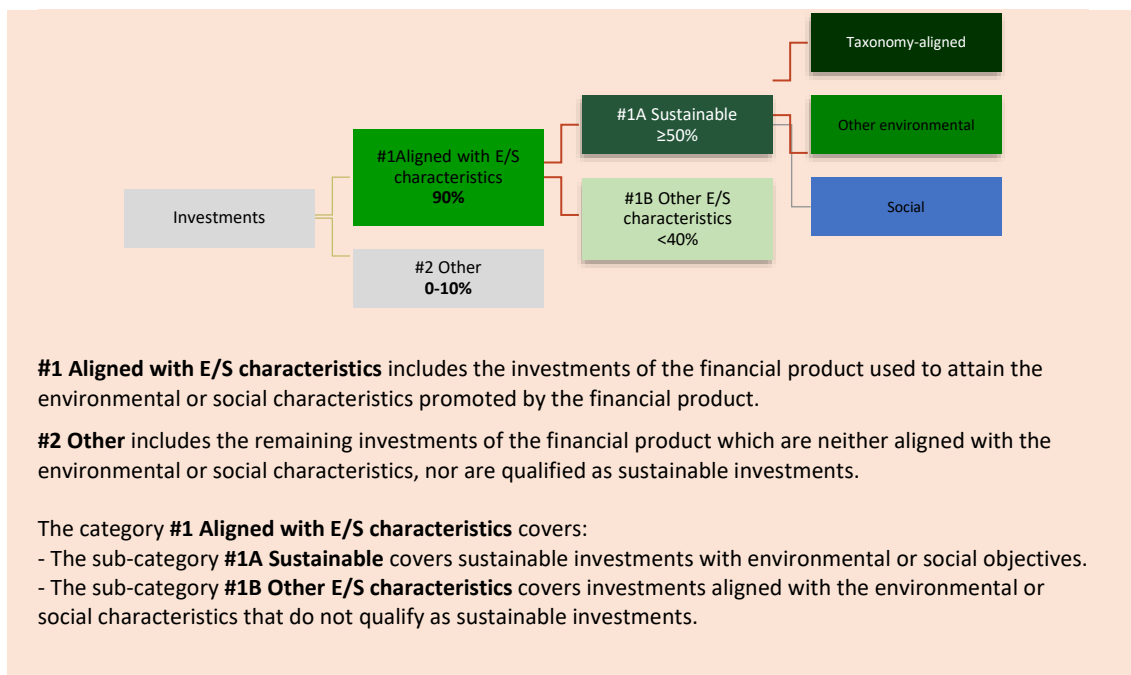 Taxonomy-aligned
#1A Sustainable
≥50%
Other environmental
#1Aligned with E/S
characteristics
90%
#1B Other E/S
characteristics
<40%
Investments
Social
#2 Other
0-10%
#1 Aligned with E/S characteristics includes the investments of the financial product used to attain the
environmental or social characteristics promoted by the financial product.
#2 Other includes the remaining investments of the financial product which are neither aligned with the
environmental or social characteristics, nor are qualified as sustainable investments.
The category #1 Aligned with E/S characteristics covers:
- The sub-category #1A Sustainable covers sustainable investments with environmental or social objectives.
- The sub-category #1B Other E/S characteristics covers investments aligned with the environmental or
social characteristics that do not qualify as sustainable investments.